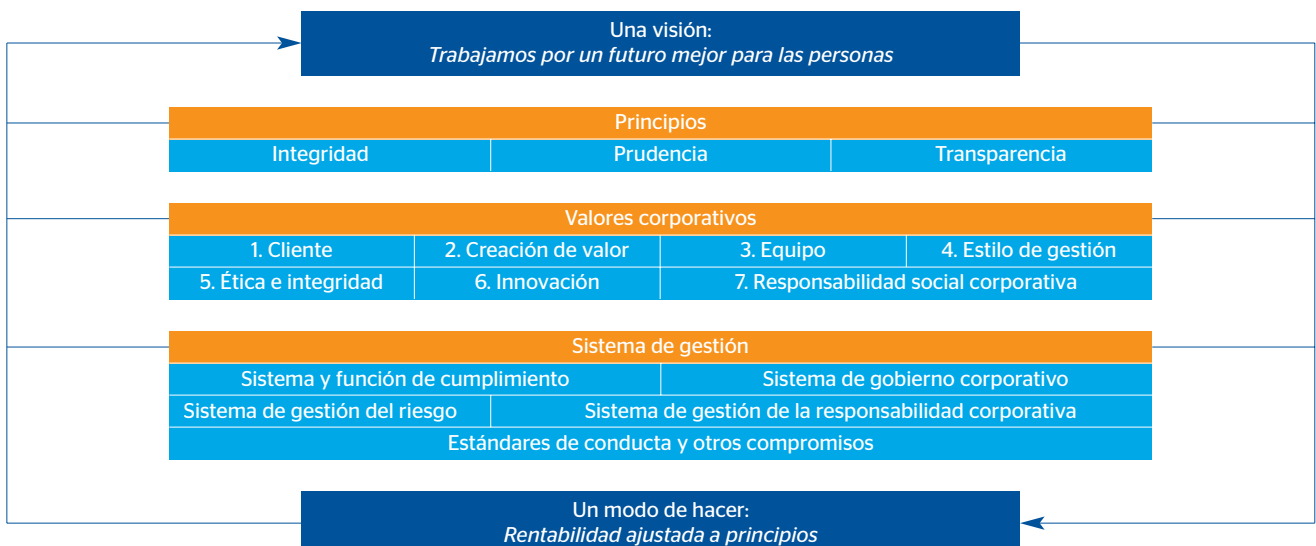 Una visión:
Trabajamos por un futuro mejor para las personas
Principios
Integridad Prudencia Transparencia
Valores corporativos
1. Cliente 2. Creación de valor 3. Equipo 4. Estilo de gestión
5. Ética e integridad 6. Innovación 7. Responsabilidad social corporativa
Sistema de gestión
Sistema y función de cumplimiento Sistema de gobierno corporativo
Sistema de gestión del riesgo Sistema de gestión de la responsabilidad corporativa
Estándares de conducta y otros compromisos
Un modo de hacer:
Rentabilidad ajustada a principios